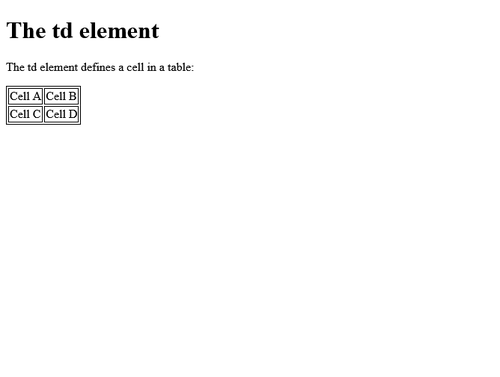 The td element
The td element defines a cell in a table:
Cell A Cell B
Cell C Cell D